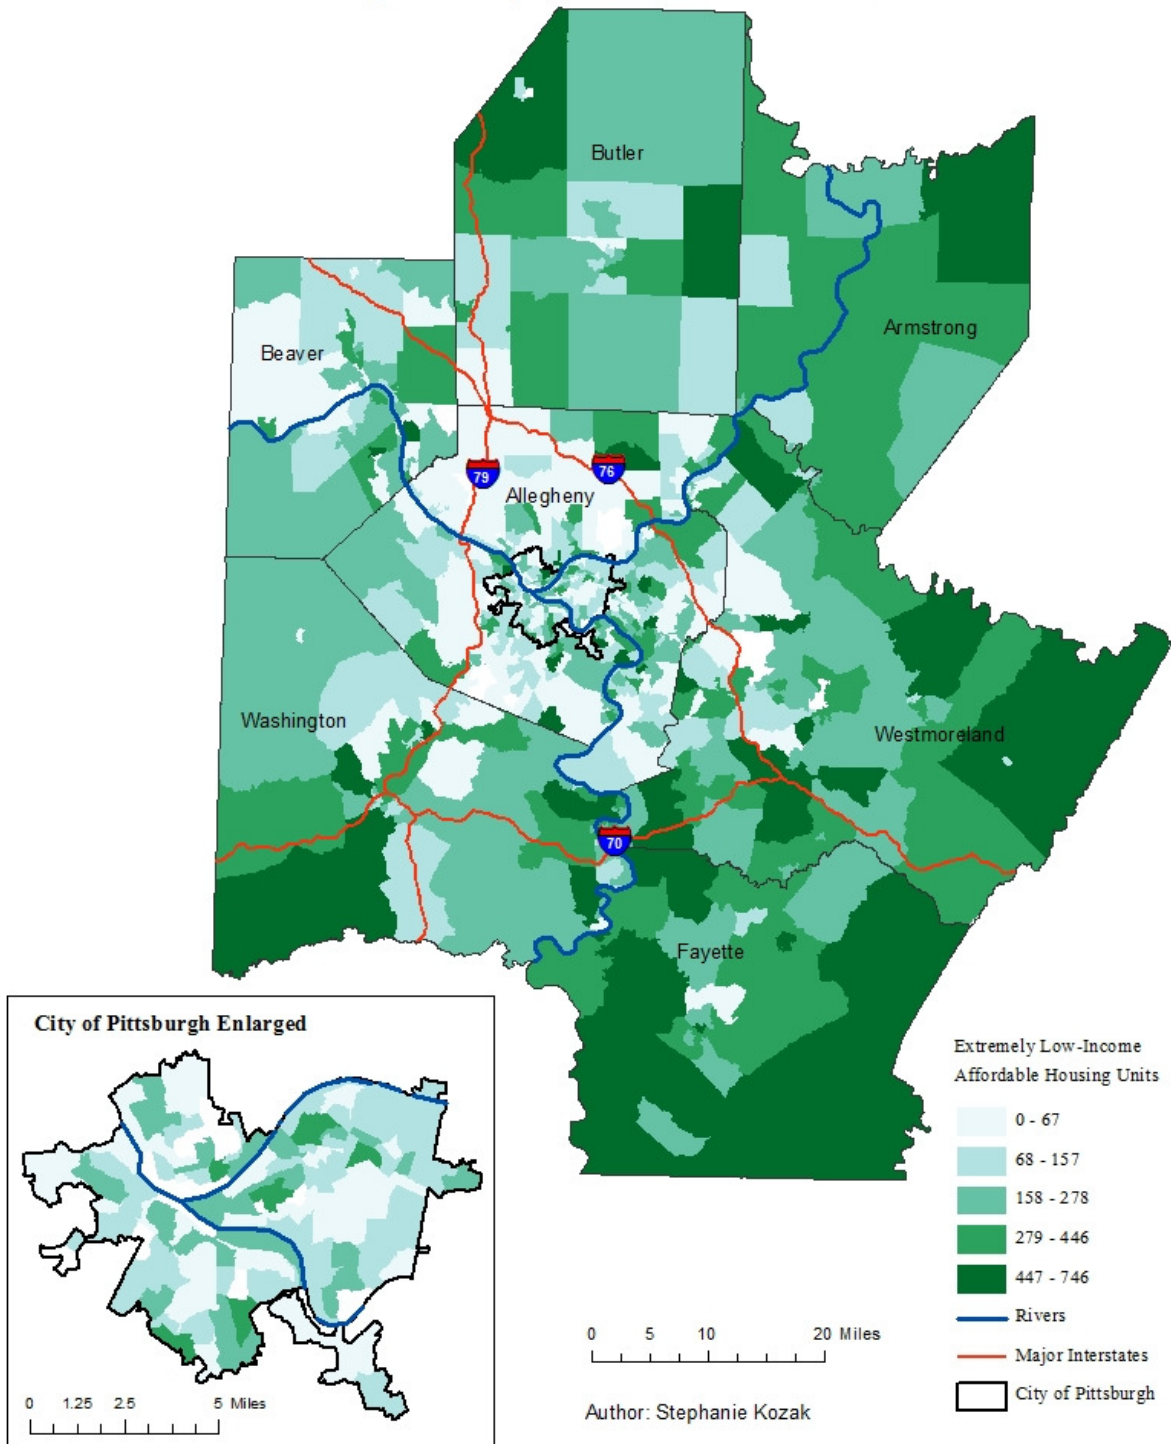 Butler
Armstrong
Beaver
79
76
Allegheny
Washington
Westmoreland
70
Fayette
City of Pittsburgh Enlarged
0 1.25 2.5 5 Miles
Extremely Low-Income
Affordable Housing Units
0 - 67
68 - 157
158 - 278
279 - 446
447 - 746
Rivers
Major Interstates
City of Pittsburgh
0 5 10 20 Miles
Author: Stephanie Kozak